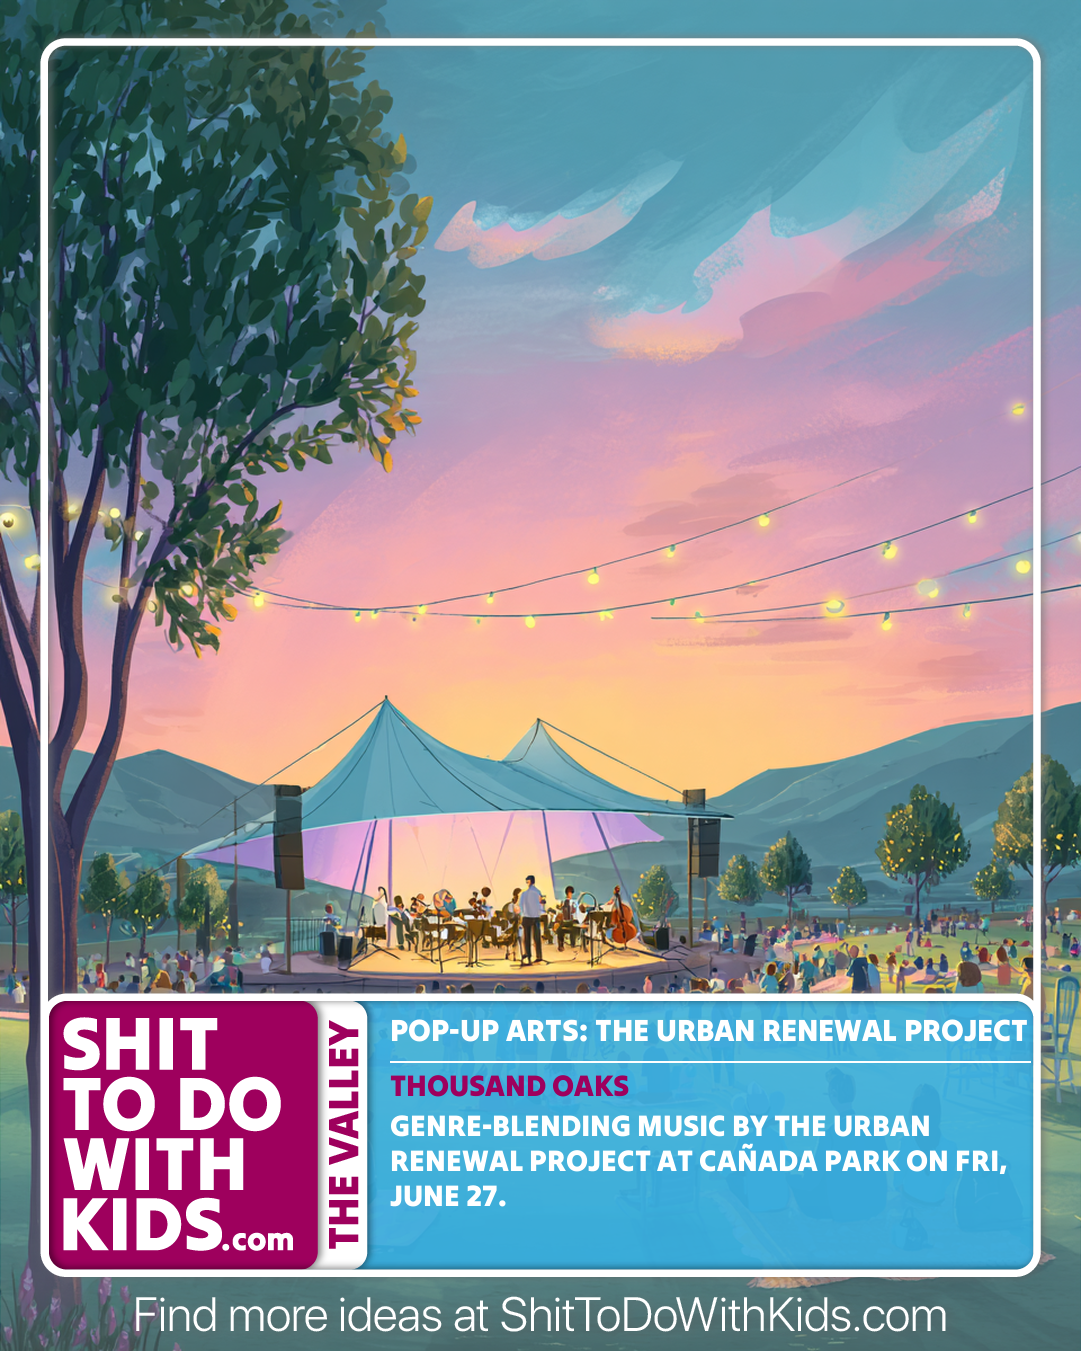 SHIT
TO DO
WITH
KIDS.com
THE VALLEY
POP-UP ARTS: THE URBAN RENEWAL PROJECT
THOUSAND OAKS
GENRE-BLENDING MUSIC BY THE URBAN
RENEWAL PROJECT AT CAÑADA PARK ON FRI,
JUNE 27.
Find more ideas at ShitToDoWithKids.com